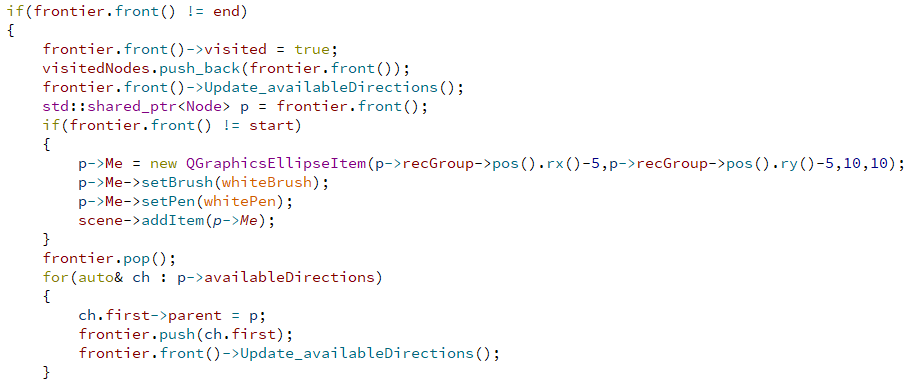 if(frontier.front() != end)
{
    frontier.front()->visited = true;
    visitedNodes.push_back(frontier.front());
    frontier.front()->Update_availableDirections();
    std::shared_ptr<Node> p = frontier.front();
    if(frontier.front() != start)
    {
        p->Me = new QGraphicsEllipseItem(p->recGroup->pos().rx()-5,p->recGroup->pos().ry()-5,10,10);
        p->Me->setBrush(whiteBrush);
        p->Me->setPen(whitePen);
        scene->addItem(p->Me);
    }
    frontier.pop();
    for(auto& ch : p->availableDirections)
    {
        ch.first->parent = p;
        frontier.push(ch.first);
        frontier.front()->Update_availableDirections();
    }